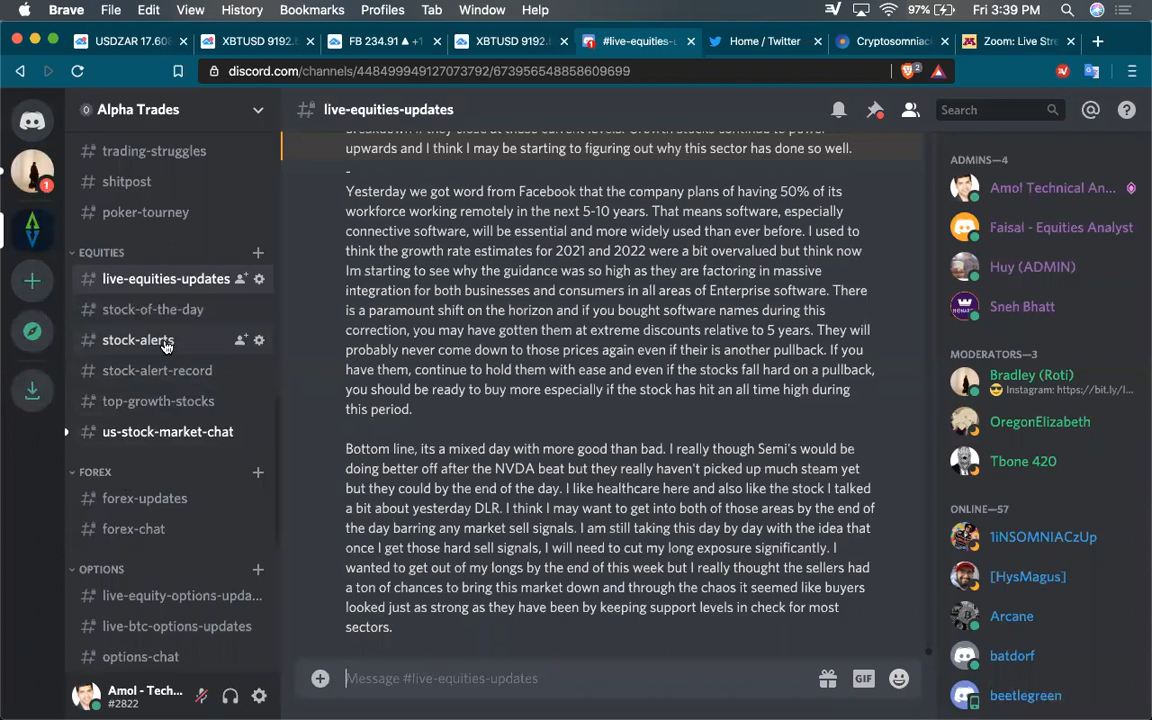 Brave File Edit View History Bookmarks Profiles Tab Window Help 97% Fri 3:39 PM
USDZAR 17.60 XBTUSD 9192. FB 234.91 ▲ +1 XBTUSD 9192.5 #live-equities-u Home / Twitter Cryptosomniac Zoom: Live Stre
discord.com/channels/448499949127073792/673956548858609699 2
Alpha Trades
live-equities-updates
Search
trading-struggles
shitpost
poker-tourney
EQUITIES
live-equities-updates
stock-of-the-day
stock-alerts
stock-alert-record
top-growth-stocks
us-stock-market-chat
FOREX
forex-updates
forex-chat
OPTIONS
live-equity-options-upda...
live-btc-options-updates
options-chat
Amol - Tech...
#2822
1
breakdown if they close at these current levels. Growth stocks continue to power
upwards and I think I may be starting to figuring out why this sector has done so well.
-
Yesterday we got word from Facebook that the company plans of having 50% of its
workforce working remotely in the next 5-10 years. That means software, especially
connective software, will be essential and more widely used than ever before. I used to
think the growth rate estimates for 2021 and 2022 were a bit overvalued but think now
Im starting to see why the guidance was so high as they are factoring in massive
integration for both businesses and consumers in all areas of Enterprise software. There
is a paramount shift on the horizon and if you bought software names during this
correction, you may have gotten them at extreme discounts relative to 5 years. They will
probably never come down to those prices again even if their is another pullback. If you
have them, continue to hold them with ease and even if the stocks fall hard on a pullback,
you should be ready to buy more especially if the stock has hit an all time high during
this period.
Bottom line, its a mixed day with more good than bad. I really though Semi's would be
doing better off after the NVDA beat but they really haven't picked up much steam yet
but they could by the end of the day. I like healthcare here and also like the stock I talked
a bit about yesterday DLR. I think I may want to get into both of those areas by the end of
the day barring any market sell signals. I am still taking this day by day with the idea that
once I get those hard sell signals, I will need to cut my long exposure significantly. I
wanted to get out of my longs by the end of this week but I really thought the sellers had
a ton of chances to bring this market down and through the chaos it seemed like buyers
looked just as strong as they have been by keeping support levels in check for most
sectors.
Message #live-equities-updates
GIF
ADMINS—4
Amol Technical An...
Faisal - Equities Analyst
Huy (ADMIN)
Sneh Bhatt
MODERATORS—3
Bradley (Roti)
Instagram: https://bit.ly/I...
OregonElizabeth
Tbone 420
ONLINE—57
1iNSOMNIACzUp
[HysMagus]
Arcane
batdorf
beetlegreen